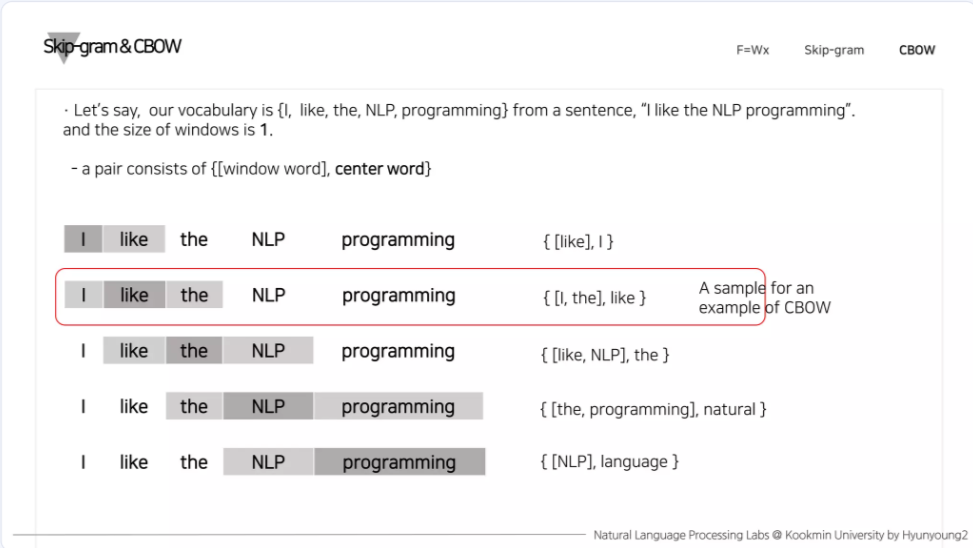 Skip-gram & CBOW
F=Wx Skip-gram CBOW
· Let's say, our vocabulary is {I, like, the, NLP, programming} from a sentence, “I like the NLP programming”.
and the size of windows is 1.
- a pair consists of {[window word], center word}
I like the NLP programming { [like], I }
I like the NLP programming { [I, the], like } A sample for an
example of CBOW
I like the NLP programming { [like, NLP], the }
I like the NLP programming { [the, programming], natural }
I like the NLP programming { [NLP], language }
Natural Language Processing Labs @ Kookmin University by Hyunyoung2